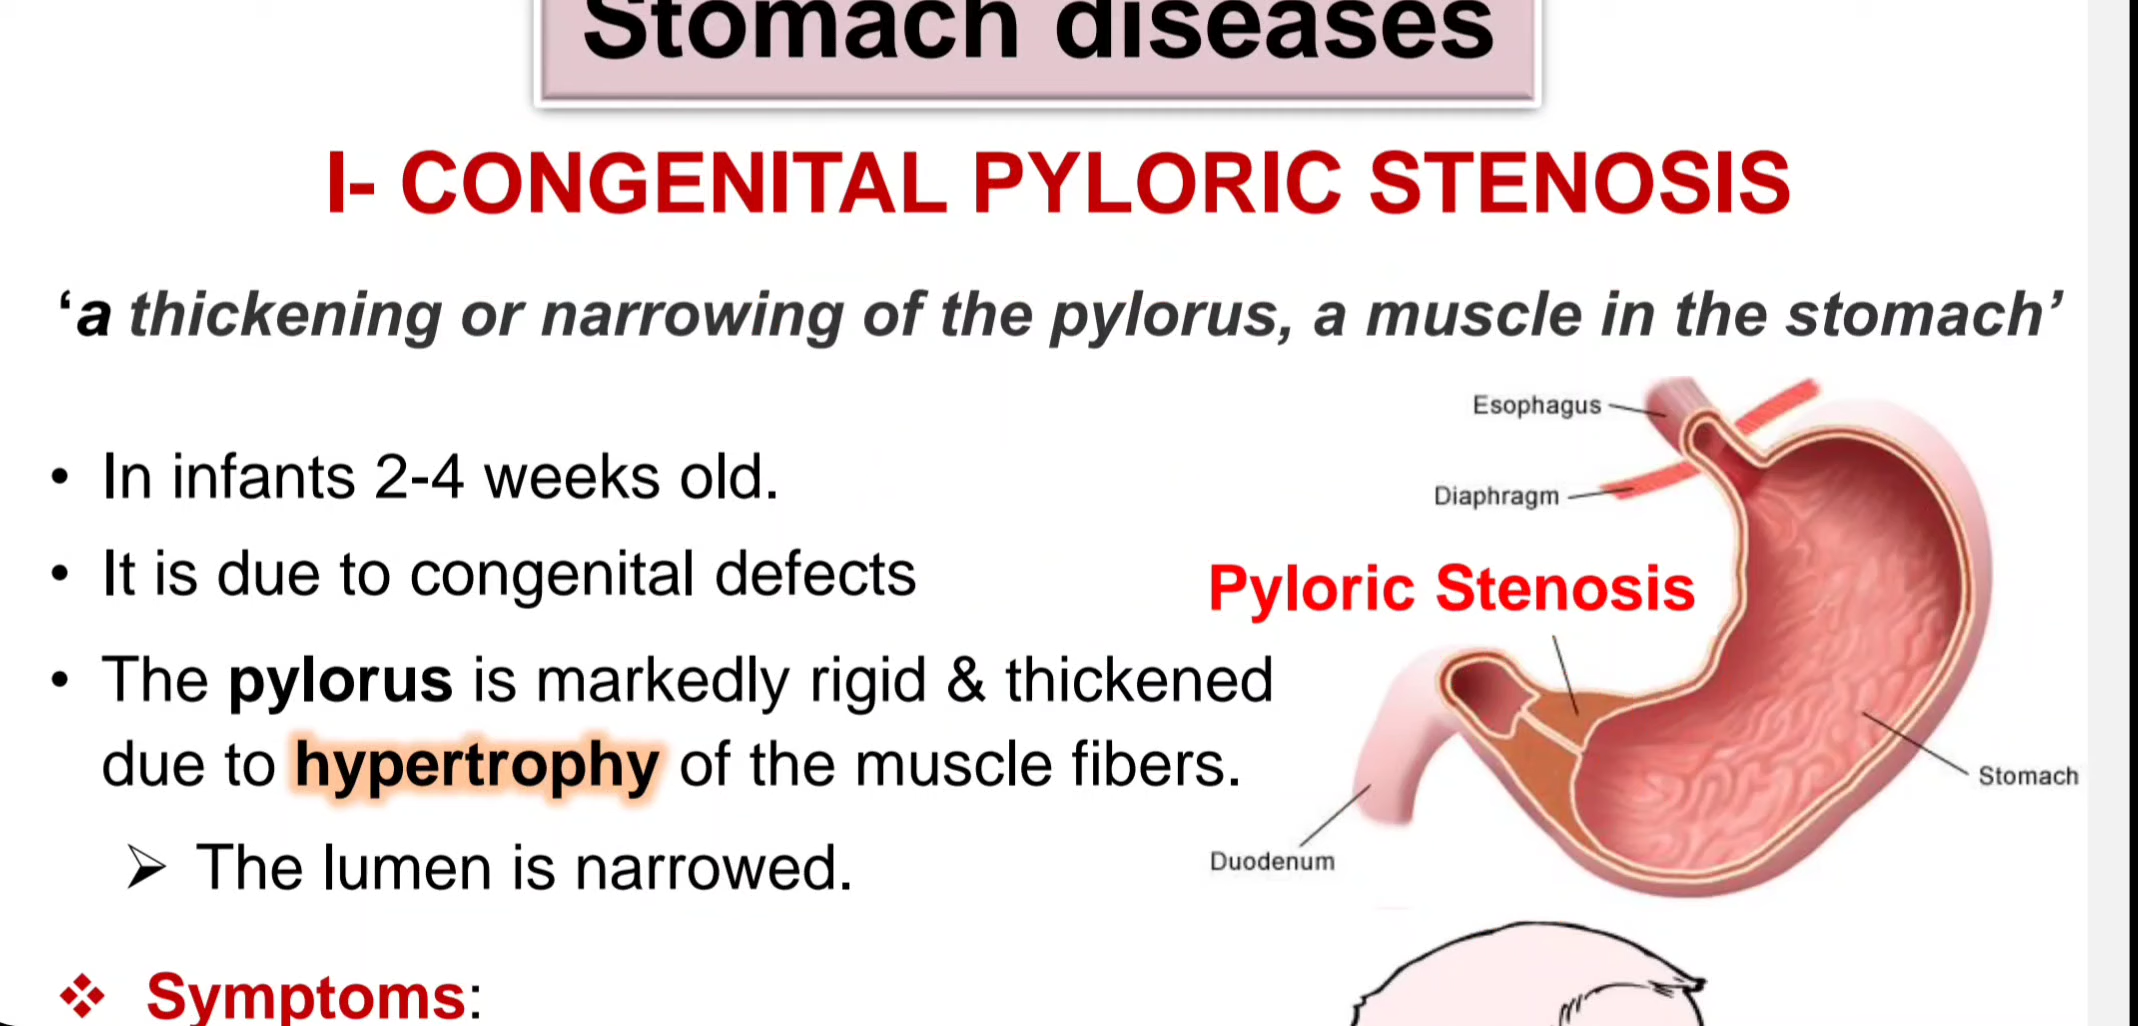 Stomach diseases
I- CONGENITAL PYLORIC STENOSIS
‘a thickening or narrowing of the pylorus, a muscle in the stomach’
• In infants 2-4 weeks old.
• It is due to congenital defects
• The pylorus is markedly rigid & thickened
due to hypertrophy of the muscle fibers.
➢ The lumen is narrowed.
❖ Symptoms:
Esophagus
Diaphragm
Pyloric Stenosis
Stomach
Duodenum